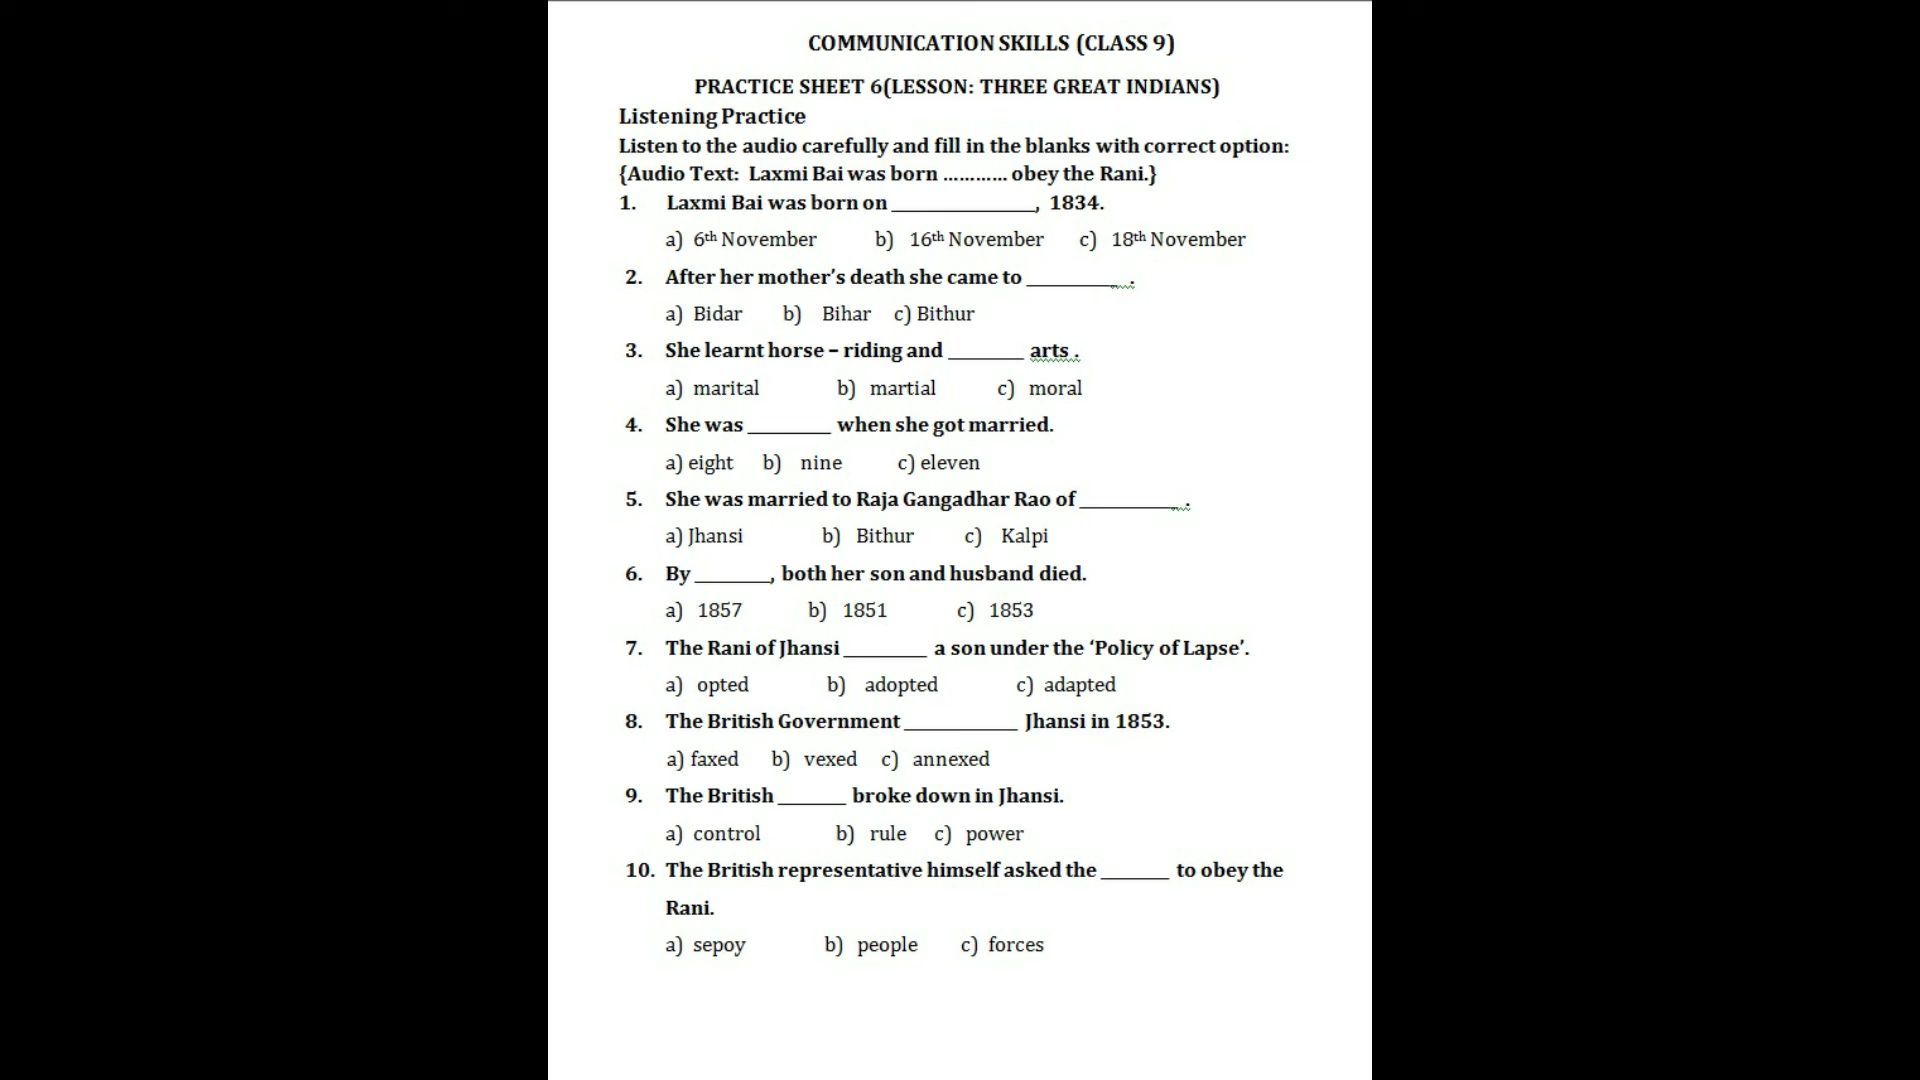 COMMUNICATION SKILLS (CLASS 9)
PRACTICE SHEET 6(LESSON: THREE GREAT INDIANS)
Listening Practice
Listen to the audio carefully and fill in the blanks with correct option:
{Audio Text: Laxmi Bai was born ............ obey the Rani.}
1. Laxmi Bai was born on ______________, 1834.
a) 6th November b) 16th November c) 18th November
2. After her mother's death she came to _________ .
a) Bidar b) Bihar c) Bithur
3. She learnt horse – riding and _______ arts .
a) marital b) martial c) moral
4. She was ________ when she got married.
a) eight b) nine c) eleven
5. She was married to Raja Gangadhar Rao of __________ .
a) Jhansi b) Bithur c) Kalpi
6. By _______, both her son and husband died.
a) 1857 b) 1851 c) 1853
7. The Rani of Jhansi ________ a son under the ‘Policy of Lapse’.
a) opted b) adopted c) adapted
8. The British Government ___________ Jhansi in 1853.
a) faxed b) vexed c) annexed
9. The British ______ broke down in Jhansi.
a) control b) rule c) power
10. The British representative himself asked the ______ to obey the
Rani.
a) sepoy b) people c) forces